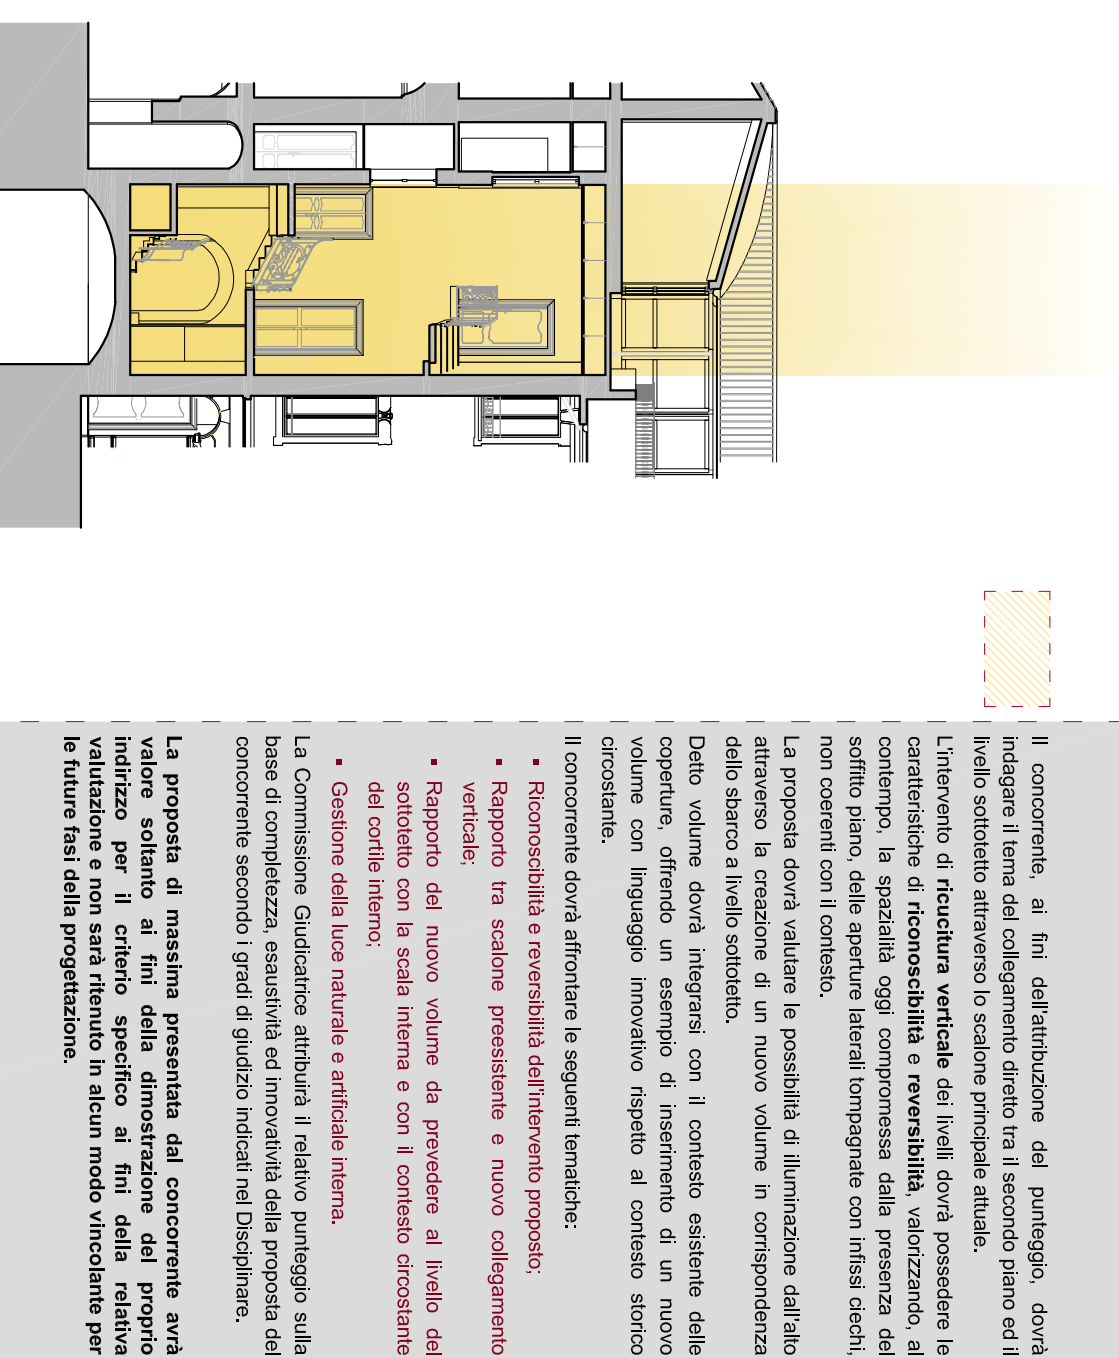 Il concorrente, ai fini dell'attribuzione del punteggio, dovrà
indagare il tema del collegamento diretto tra il secondo piano ed il
livello sottotetto attraverso lo scalone principale attuale.
L'intervento di ricucitura verticale dei livelli dovrà possedere le
caratteristiche di riconoscibilità e reversibilità, valorizzando, al
contempo, la spazialità oggi compromessa dalla presenza del
soffitto piano, delle aperture laterali tompagnate con infissi ciechi,
non coerenti con il contesto.
La proposta dovrà valutare le possibilità di illuminazione dall'alto
attraverso la creazione di un nuovo volume in corrispondenza
dello sbarco a livello sottotetto.
Detto volume dovrà integrarsi con il contesto esistente delle
coperture, offrendo un esempio di inserimento di un nuovo
volume con linguaggio innovativo rispetto al contesto storico
circostante.
Il concorrente dovrà affrontare le seguenti tematiche:
▪ Riconoscibilità e reversibilità dell'intervento proposto;
▪ Rapporto tra scalone preesistente e nuovo collegamento
verticale;
▪ Rapporto del nuovo volume da prevedere al livello del
sottotetto con la scala interna e con il contesto circostante
del cortile interno;
▪ Gestione della luce naturale e artificiale interna.
La Commissione Giudicatrice attribuirà il relativo punteggio sulla
base di completezza, esaustività ed innovatività della proposta del
concorrente secondo i gradi di giudizio indicati nel Disciplinare.
La proposta di massima presentata dal concorrente avrà
valore soltanto ai fini della dimostrazione del proprio
indirizzo per il criterio specifico ai fini della relativa
valutazione e non sarà ritenuto in alcun modo vincolante per
le future fasi della progettazione.